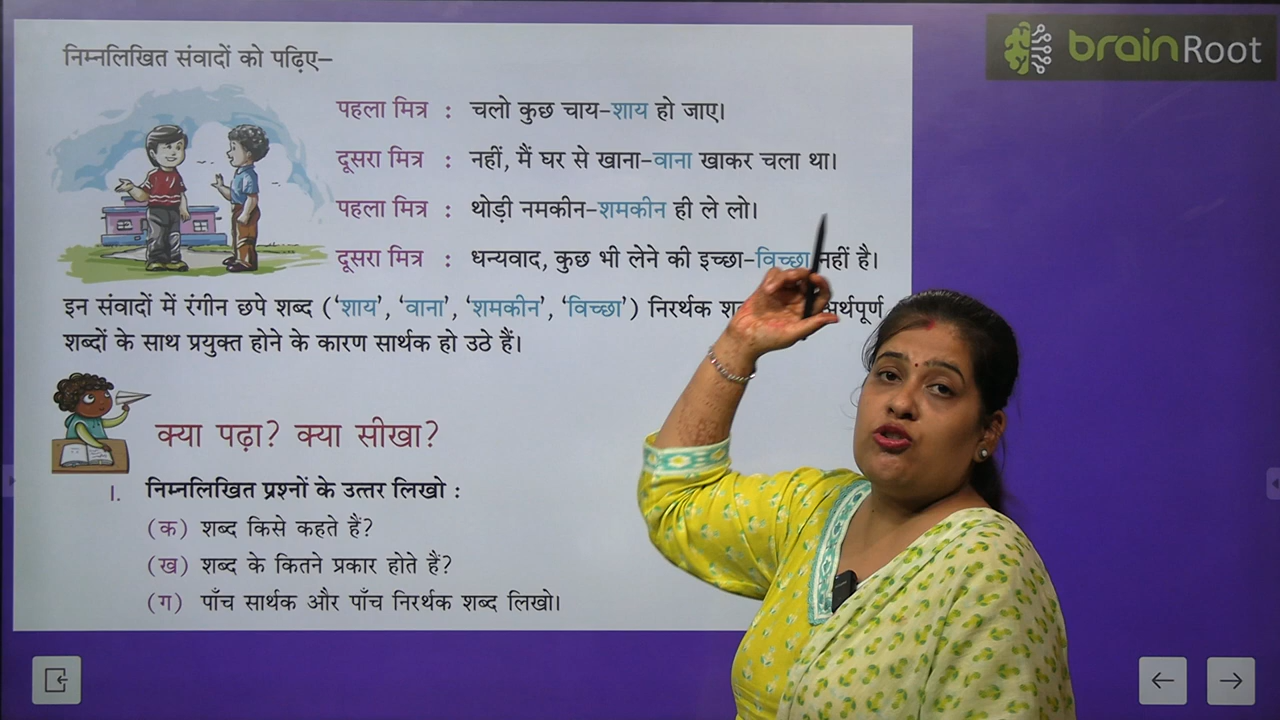 निम्नलिखित संवादों को पढ़िए–
brainRoot
पहला मित्र : चलो कुछ चाय–शाय हो जाए।
दूसरा मित्र : नहीं, मैं घर से खाना–वाना खाकर चला था।
पहला मित्र : थोड़ी नमकीन–शमकीन ही ले लो।
दूसरा मित्र : धन्यवाद, कुछ भी लेने की इच्छा–विच्छा नहीं है।
इन संवादों में रंगीन छपे शब्द (‘शाय’, ‘वाना’, ‘शमकीन’, ‘विच्छा’) निरर्थक अर्थपूर्ण
शब्दों के साथ प्रयुक्त होने के कारण सार्थक हो उठे हैं।
क्या पढ़ा? क्या सीखा?
I. निम्नलिखित प्रश्नों के उत्तर लिखो :
(क) शब्द किसे कहते हैं?
(ख) शब्द के कितने प्रकार होते हैं?
(ग) पाँच सार्थक और पाँच निरर्थक शब्द लिखो।